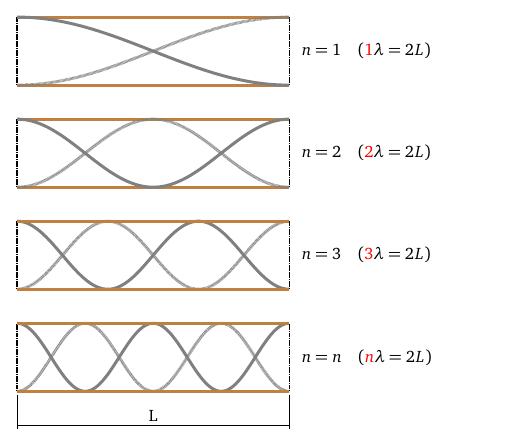 n = 1 (1λ = 2L)
n = 2 (2λ = 2L)
n = 3 (3λ = 2L)
n = n (nλ = 2L)
L